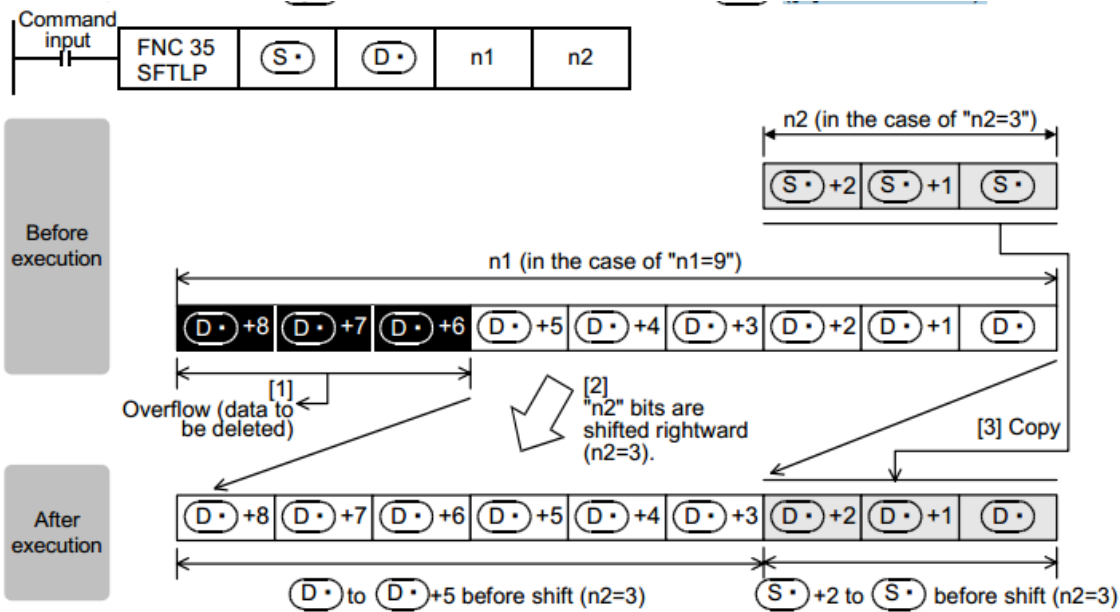 Command
input
FNC 35
SFTLP
S・
D・
n1
n2
n2 (in the case of "n2=3")
S・+2 S・+1 S・
Before
execution
n1 (in the case of "n1=9")
D・+8 D・+7 D・+6 D・+5 D・+4 D・+3 D・+2 D・+1 D・
[1]
Overflow (data to
be deleted)
[2]
"n2" bits are
shifted rightward
(n2=3).
[3] Copy
After
execution
D・+8 D・+7 D・+6 D・+5 D・+4 D・+3 D・+2 D・+1 D・
D・ to D・+5 before shift (n2=3)
S・+2 to S・ before shift (n2=3)